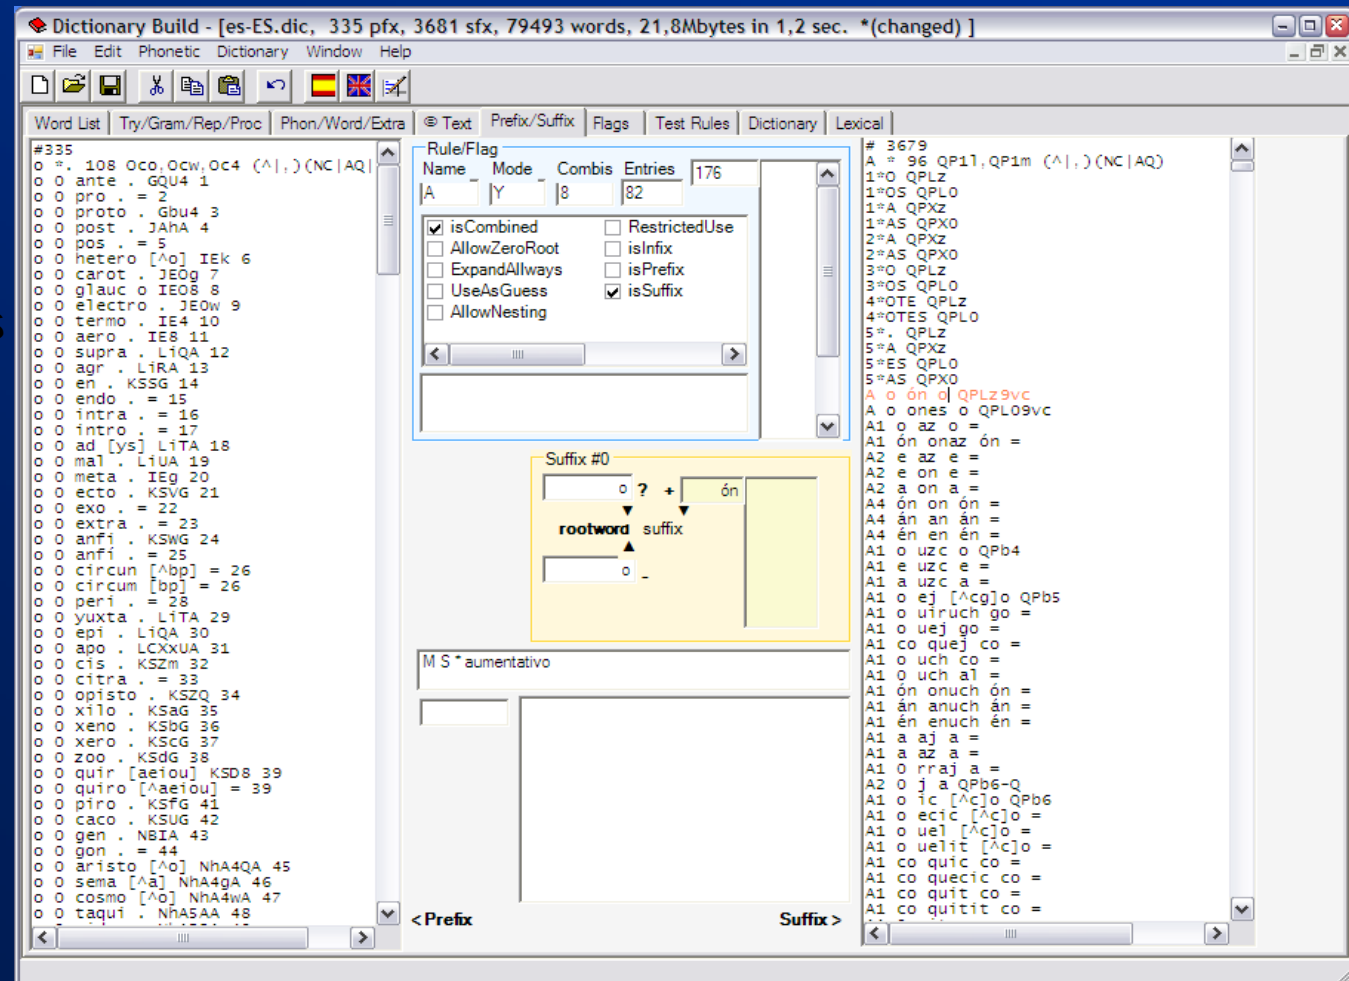 Dictionary Build - [es-ES.dic, 335 pfx, 3681 sfx, 79493 words, 21,8Mbytes in 1,2 sec. *(changed) ]
File Edit Phonetic Dictionary Window Help
Word List Try/Gram/Rep/Proc Phon/Word/Extra Text Prefix/Suffix Flags Test Rules Dictionary Lexical
#335
o *. 108 Oco,Ocw,Oc4 (^|,)(NC|AQ|
o 0 ante . GQU4 1
o 0 pro . = 2
o 0 proto . Gbu4 3
o 0 post . JAhA 4
o 0 pos . = 5
o 0 hetero [^o] IEk 6
o 0 carot . JEOg 7
o 0 glauc o IEO8 8
o 0 electro . JEOw 9
o 0 termo . IE4 10
o 0 aero . IE8 11
o 0 supra . LiQA 12
o 0 agr . LiRA 13
o 0 en . KSSG 14
o 0 endo . = 15
o 0 intra . = 16
o 0 intro . = 17
o 0 ad [ys] LiTA 18
o 0 mal . LiUA 19
o 0 meta . IEg 20
o 0 ecto . KSVG 21
o 0 exo . = 22
o 0 extra . = 23
o 0 anfi . KSWG 24
o 0 anfí . = 25
o 0 circun [^bp] = 26
o 0 circum [bp] = 26
o 0 peri . = 28
o 0 yuxta . LiTA 29
o 0 epi . LiQA 30
o 0 apo . LCXxUA 31
o 0 cis . KSZm 32
o 0 citra . = 33
o 0 opisto . KSZQ 34
o 0 xilo . KSaG 35
o 0 xeno . KSbG 36
o 0 xero . KScG 37
o 0 zoo . KSdG 38
o 0 quir [aeiou] KSD8 39
o 0 quiro [^aeiou] = 39
o 0 piro . KSfG 41
o 0 caco . KSUG 42
o 0 gen . NBIA 43
o 0 gon . = 44
o 0 aristo [^o] NhA4QA 45
o 0 sema [^a] NhA4gA 46
o 0 cosmo [^o] NhA4wA 47
o 0 taqui . NhA5AA 48
Rule/Flag
Name Mode Combis Entries 176
A Y 8 82
isCombined RestrictedUse
AllowZeroRoot isInfix
ExpandAllways isPrefix
UseAsGuess isSuffix
AllowNesting
Suffix #0
o ? + ón
rootword suffix
o -
M S * aumentativo
< Prefix Suffix >
# 3679
A * 96 QP1l,QP1m (^|,)(NC|AQ)
1*O QPLz
1*OS QPL0
1*A QPXz
1*AS QPX0
2*A QPXz
2*AS QPX0
3*O QPLz
3*OS QPL0
4*OTE QPLz
4*OTES QPL0
5*. QPLz
5*A QPXz
5*ES QPL0
5*AS QPX0
A o ón o QPLz9vc
A o ones o QPL09vc
A1 o az o =
A1 ón onaz ón =
A2 e az e =
A2 e on e =
A2 a on a =
A4 ón on ón =
A4 án an án =
A4 én en én =
A1 o uzc o QPb4
A1 e uzc e =
A1 a uzc a =
A1 o ej [^cg]o QPb5
A1 o uiruch go =
A1 o uej go =
A1 co quej co =
A1 o uch co =
A1 0 uch al =
A1 ón onuch ón =
A1 án anuch án =
A1 én enuch én =
A1 a aj a =
A1 a az a =
A1 0 rraj a =
A2 0 j a QPb6-Q
A1 o ic [^c]o QPb6
A1 o ecic [^c]o =
A1 o uel [^c]o =
A1 o uelit [^c]o =
A1 co quic co =
A1 co quecic co =
A1 co quit co =
A1 co quitit co =